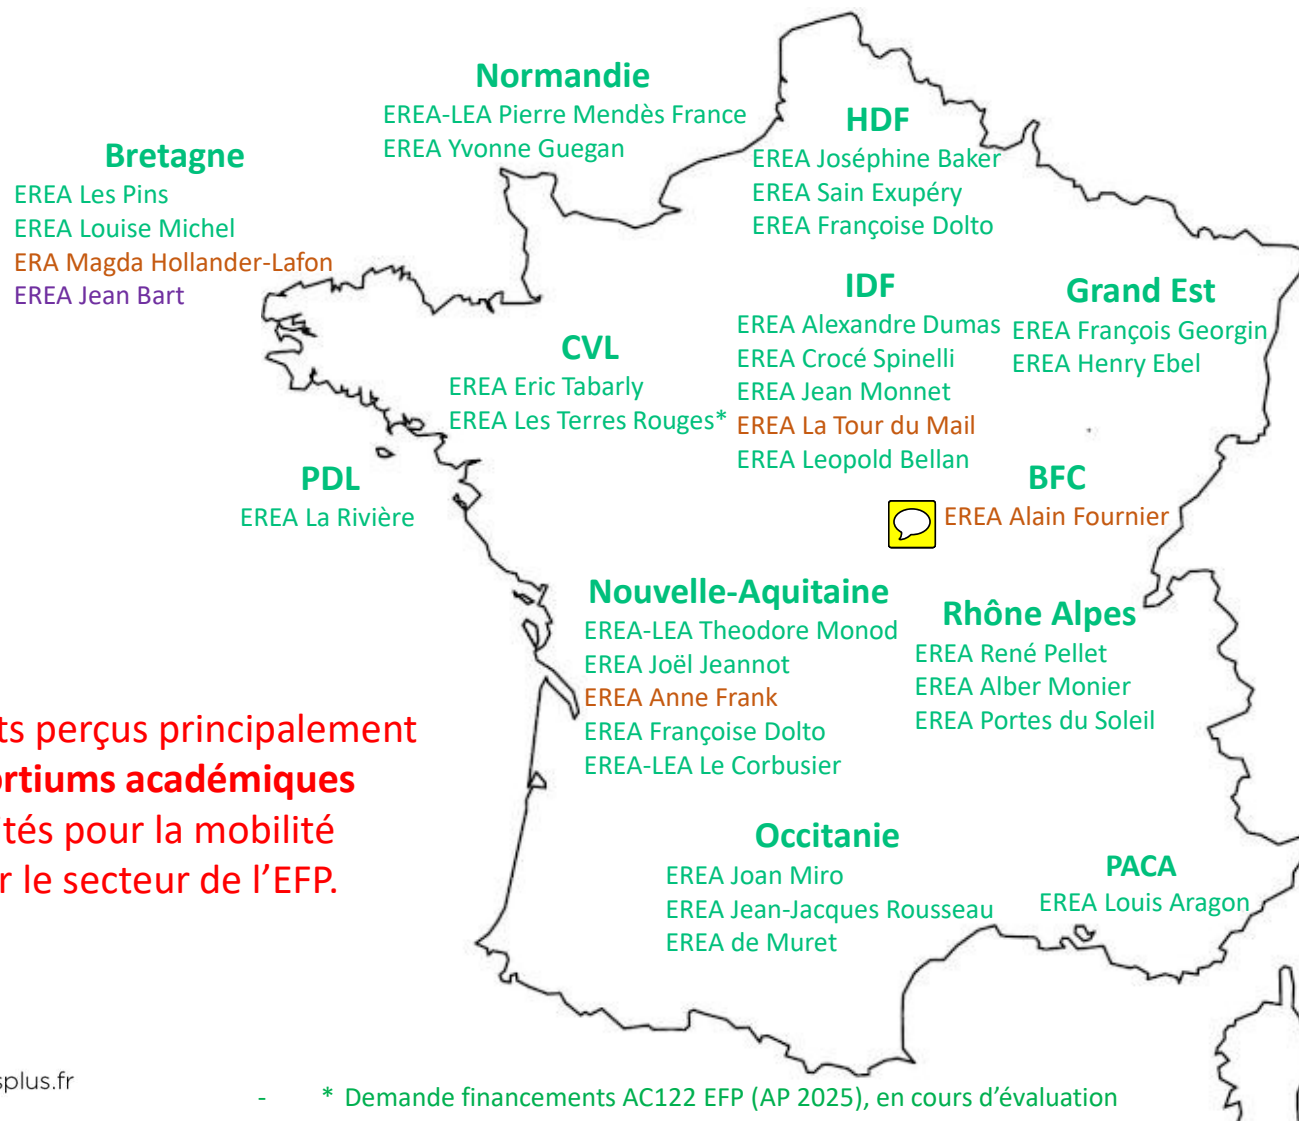 Normandie
EREA-LEA Pierre Mendès France
EREA Yvonne Guegan
HDF
EREA Joséphine Baker
EREA Sain Exupéry
EREA Françoise Dolto
Bretagne
EREA Les Pins
EREA Louise Michel
ERA Magda Hollander-Lafon
EREA Jean Bart
IDF
EREA Alexandre Dumas
EREA Crocé Spinelli
EREA Jean Monnet
EREA La Tour du Mail
EREA Leopold Bellan
Grand Est
EREA François Georgin
EREA Henry Ebel
CVL
EREA Eric Tabarly
EREA Les Terres Rouges*
PDL
EREA La Rivière
BFC
EREA Alain Fournier
Nouvelle-Aquitaine
EREA-LEA Theodore Monod
EREA Joël Jeannot
EREA Anne Frank
EREA Françoise Dolto
EREA-LEA Le Corbusier
Rhône Alpes
EREA René Pellet
EREA Alber Monier
EREA Portes du Soleil
ts perçus principalement
ortiums académiques
tés pour la mobilité
r le secteur de l’EFP.
Occitanie
EREA Joan Miro
EREA Jean-Jacques Rousseau
EREA de Muret
PACA
EREA Louis Aragon
splus.fr
- * Demande financements AC122 EFP (AP 2025), en cours d’évaluation